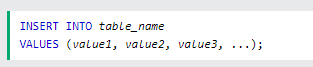 INSERT INTO table_name
VALUES (value1, value2, value3, ...);